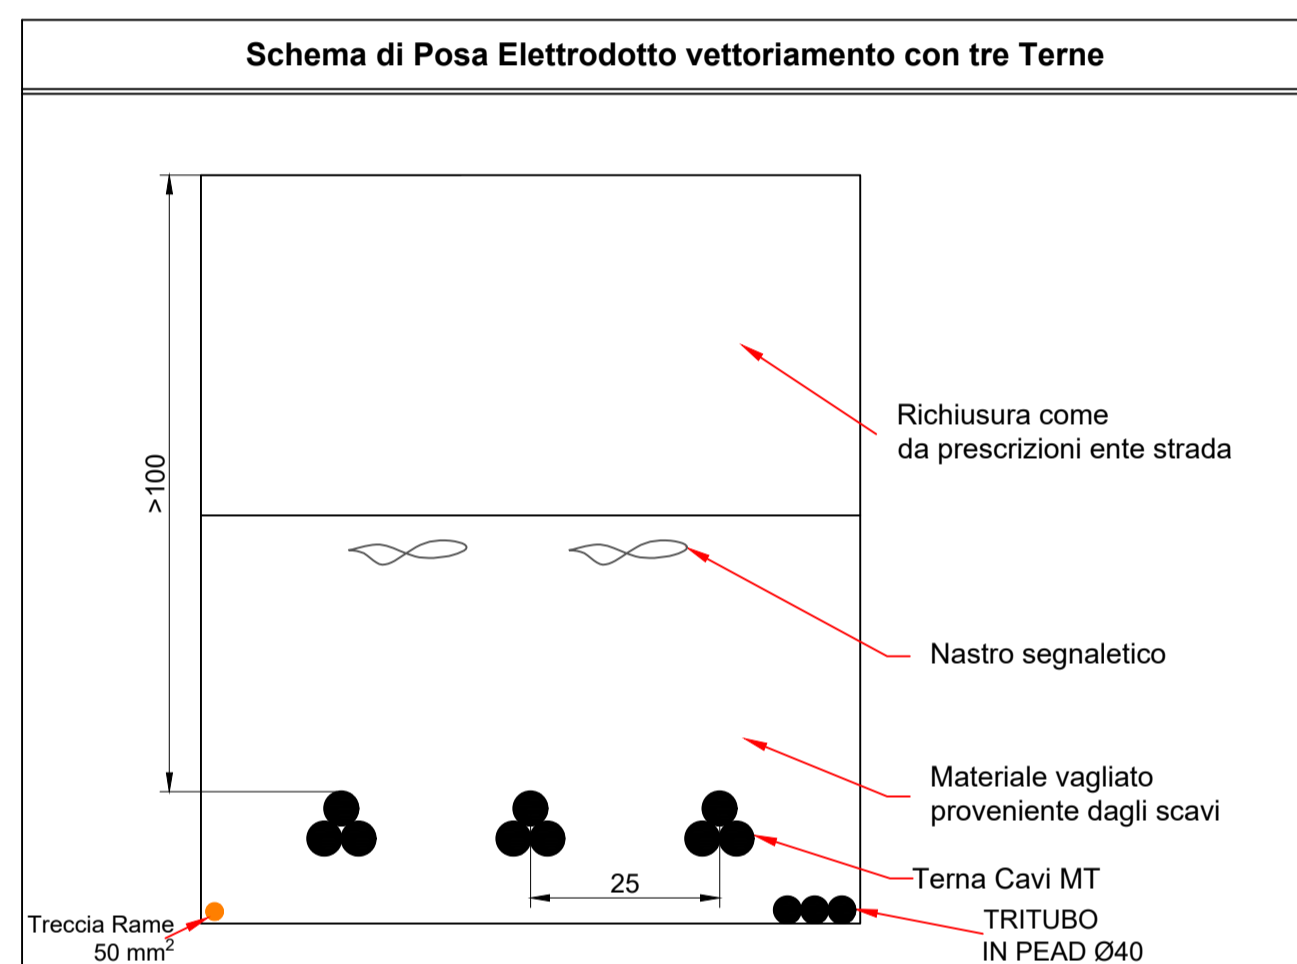 Schema di Posa Elettrodotto vettoriamento con tre Terne
>100
Richiusura come
da prescrizioni ente strada
Nastro segnaletico
Materiale vagliato
proveniente dagli scavi
Terna Cavi MT
25
TRITUBO
IN PEAD Ø40
Treccia Rame
50 mm²